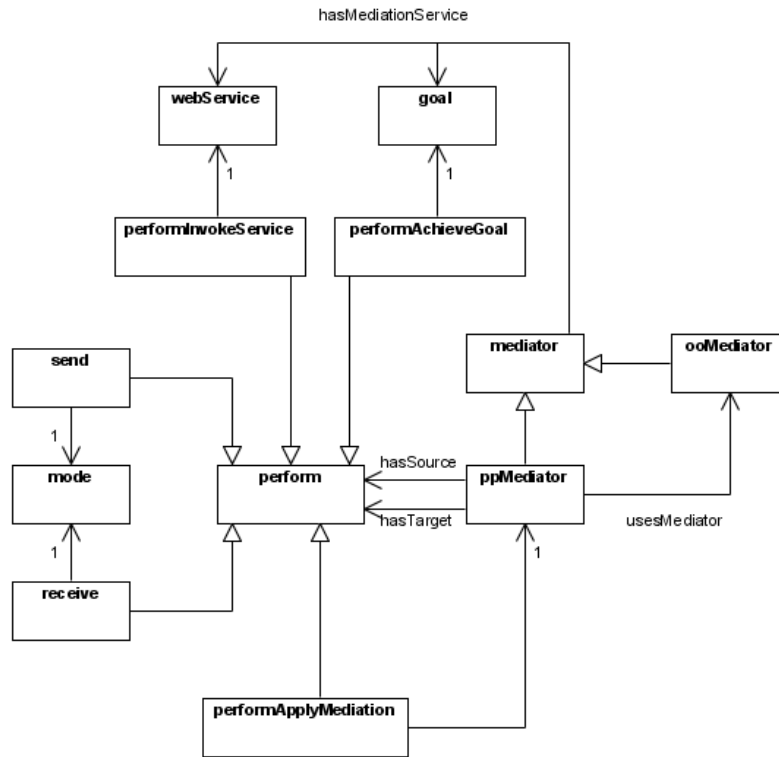 hasMediationService
webService
goal
1
1
performInvokeService
performAchieveGoal
mediator
ooMediator
send
1
mode
perform
hasSource
ppMediator
hasTarget
usesMediator
1
1
receive
performApplyMediation